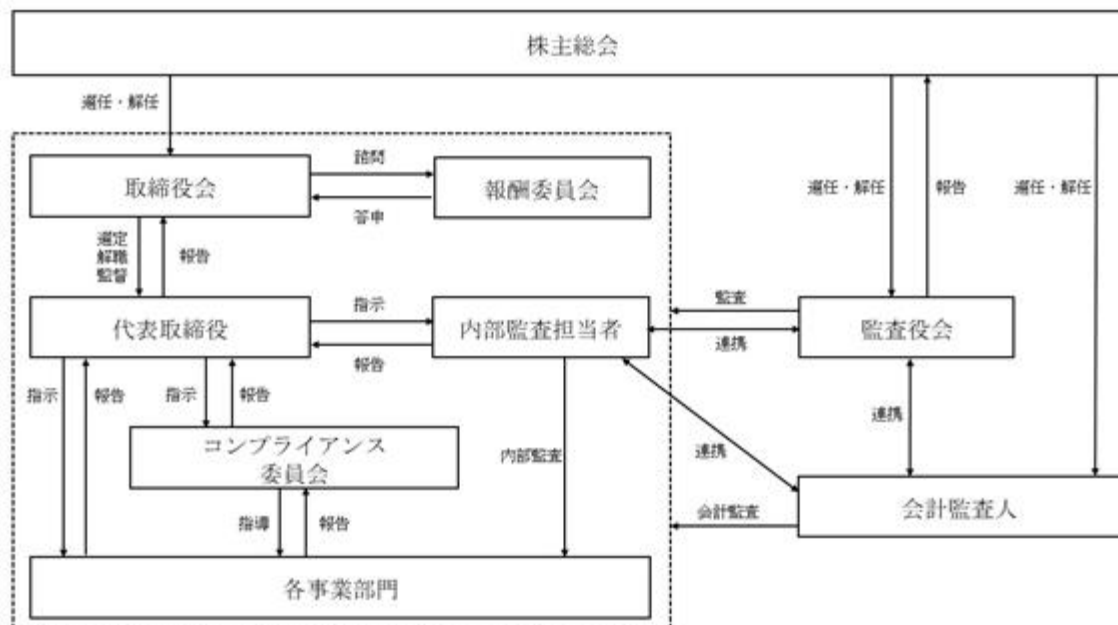 株主総会
選任・解任
選任・解任
報告
選任・解任
取締役会
諮問
答申
報酬委員会
選定
解職
監督
報告
代表取締役
指示
報告
内部監査担当者
監査
連携
監査役会
指示
報告
指示
報告
コンプライアンス
委員会
内部監査
連携
連携
指導
報告
会計監査
会計監査人
各事業部門